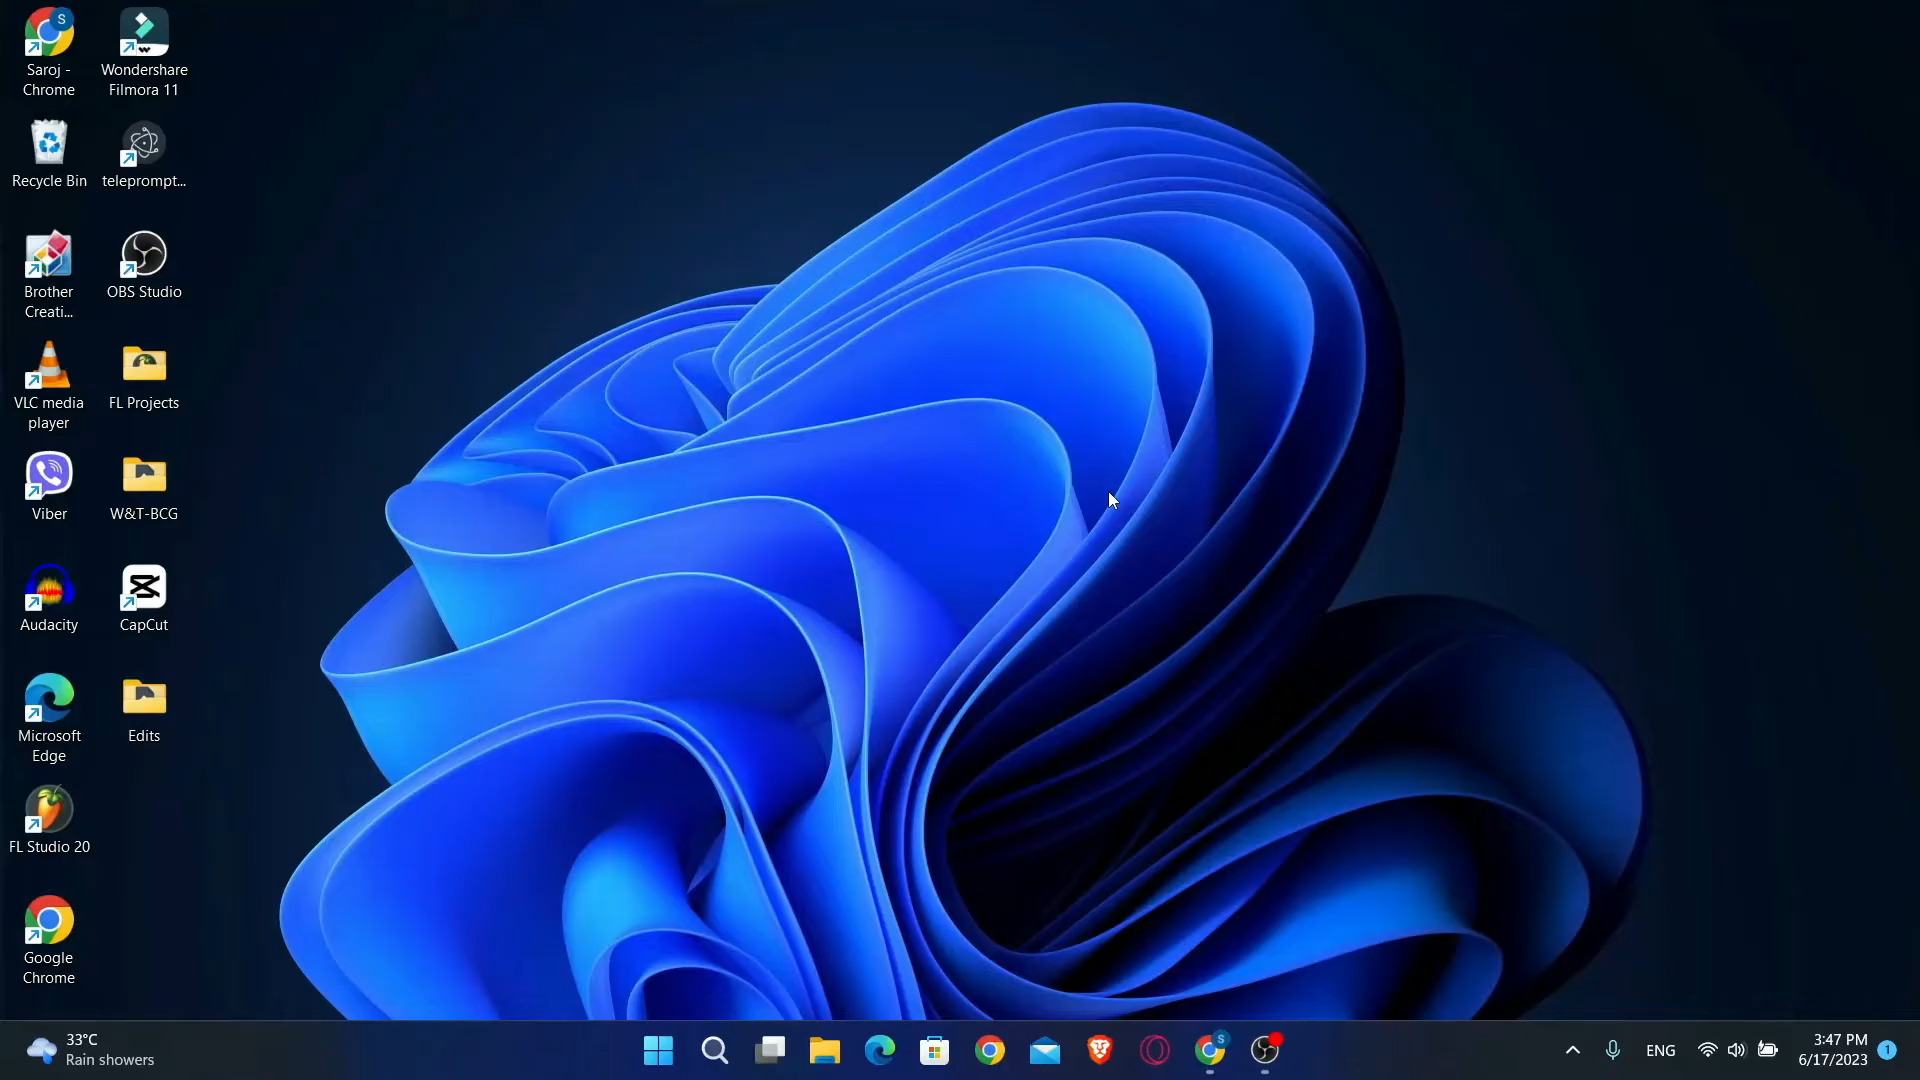 Saroj -
Chrome
Wondershare
Filmora 11
Recycle Bin
teleprompt...
Brother
Creati...
OBS Studio
VLC media
player
FL Projects
Viber
W&T-BCG
Audacity
CapCut
Microsoft
Edge
Edits
FL Studio 20
Google
Chrome
S
33°C
Rain showers
S
ENG
3:47 PM
6/17/2023
1